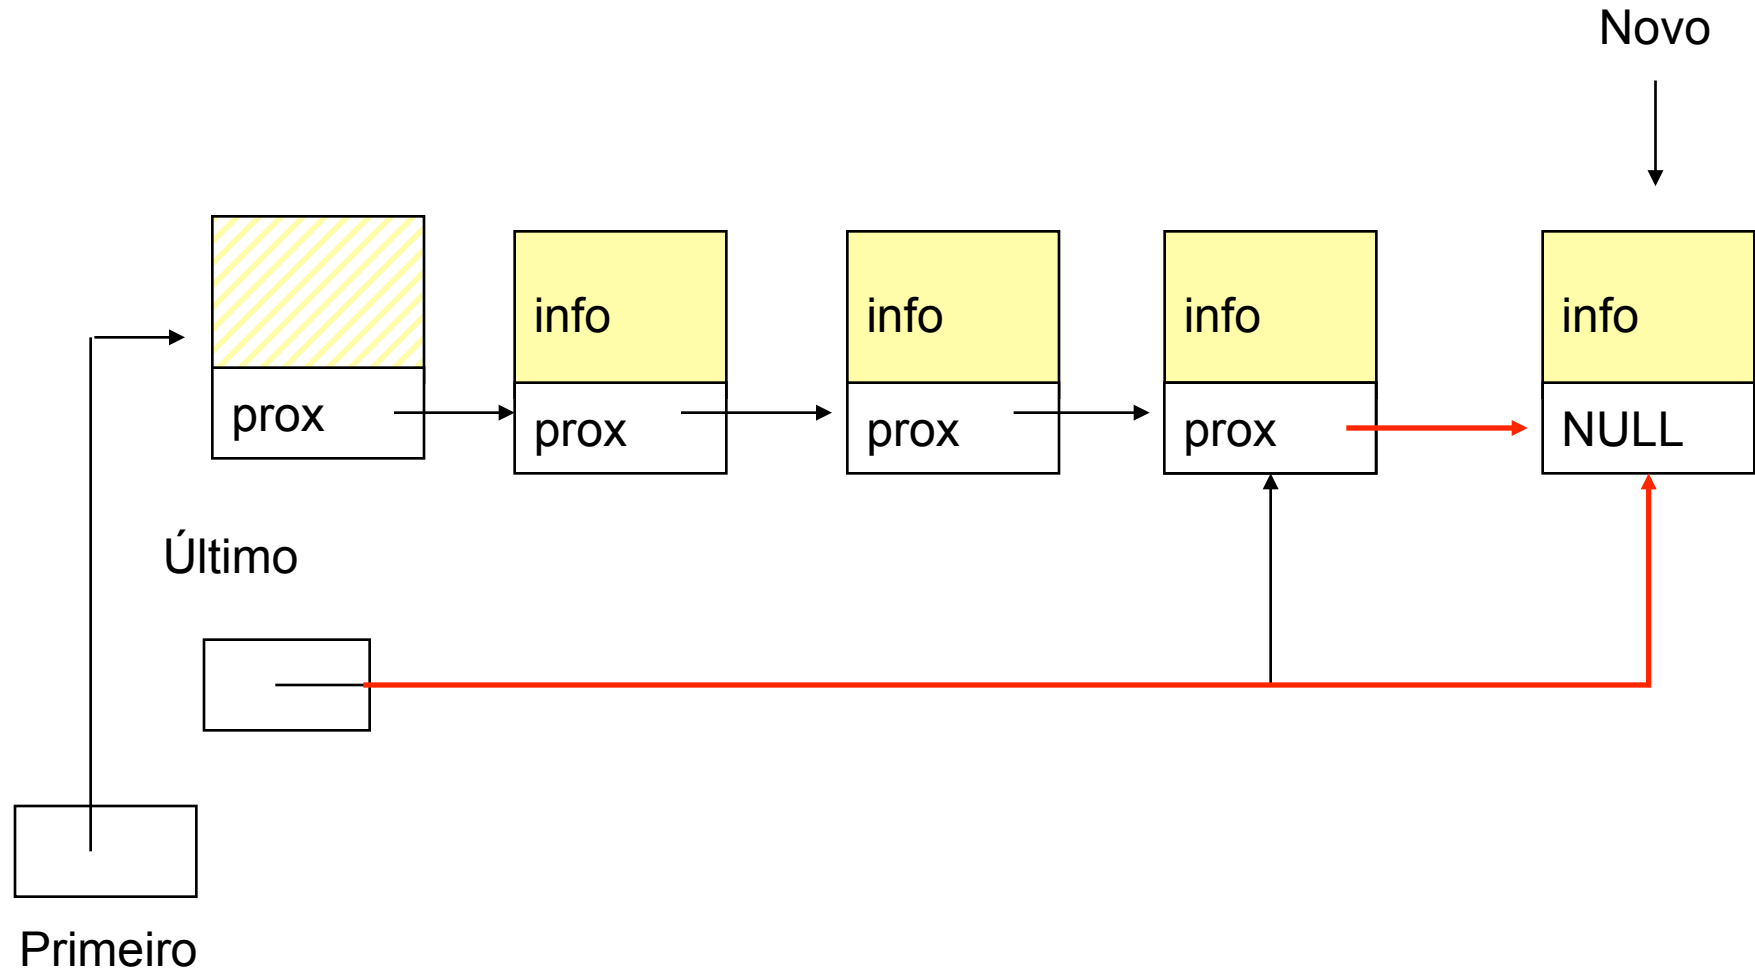 Novo
info
info
info
info
prox
prox
prox
prox
NULL
Último
Primeiro